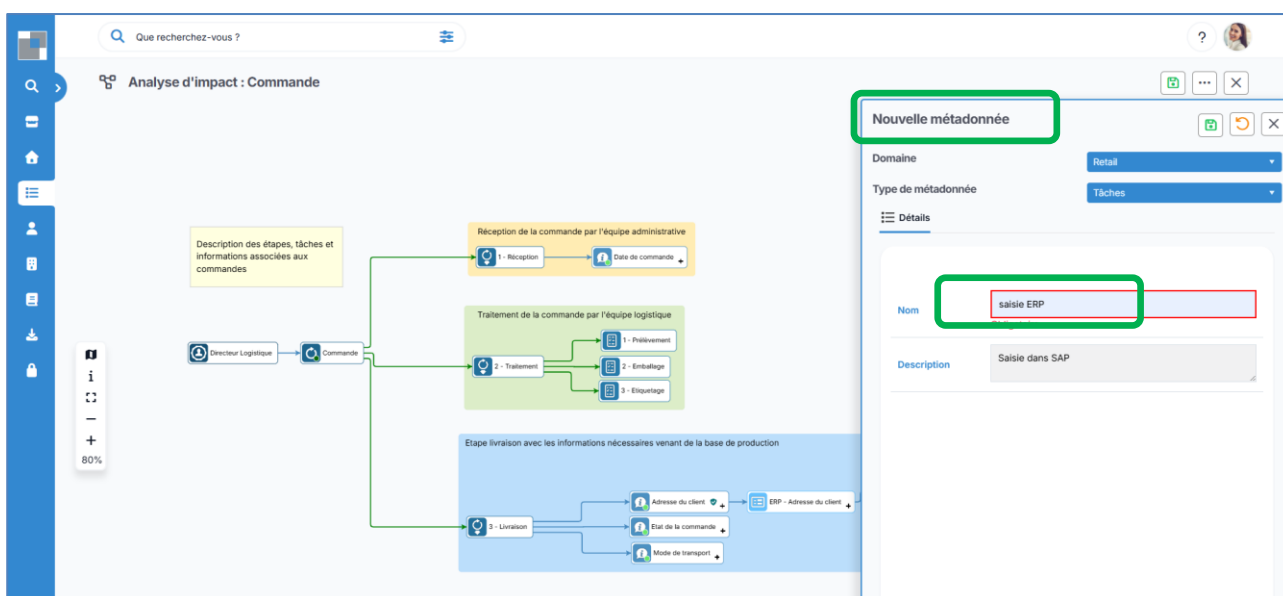 Que recherchez-vous ?
?
Analyse d'impact : Commande
Nouvelle métadonnée
Domaine
Retail
Type de métadonnée
Tâches
Détails
Nom
saisie ERP
Description
Saisie dans SAP
Description des étapes, tâches et
informations associées aux
commandes
Réception de la commande par l'équipe administrative
1 - Réception
Date de commande
Traitement de la commande par l'équipe logistique
1 - Prélèvement
2 - Traitement
2 - Emballage
3 - Etiquetage
Directeur Logistique
Commande
Etape livraison avec les informations nécessaires venant de la base de production
Adresse du client
ERP - Adresse du client
3 - Livraison
Etat de la commande
Mode de transport
i
80%